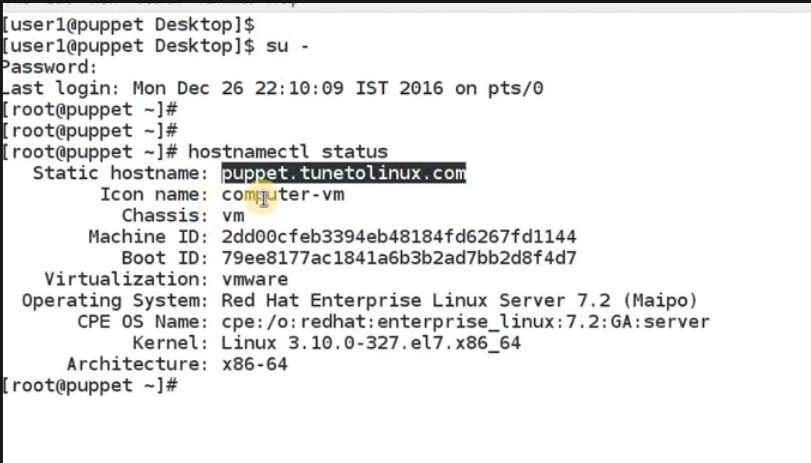 [user1@puppet Desktop]$
[user1@puppet Desktop]$ su -
Password:
Last login: Mon Dec 26 22:10:09 IST 2016 on pts/0
[root@puppet ~]#
[root@puppet ~]#
[root@puppet ~]# hostnamectl status
Static hostname: puppet.tunetolinux.com
Icon name: computer-vm
Chassis: vm
Machine ID: 2dd00cfeb3394eb48184fd6267fd1144
Boot ID: 79ee8177ac1841a6b3b2ad7bb2d8f4d7
Virtualization: vmware
Operating System: Red Hat Enterprise Linux Server 7.2 (Maipo)
CPE OS Name: cpe:/o:redhat:enterprise_linux:7.2:GA:server
Kernel: Linux 3.10.0-327.el7.x86_64
Architecture: x86-64
[root@puppet ~]#